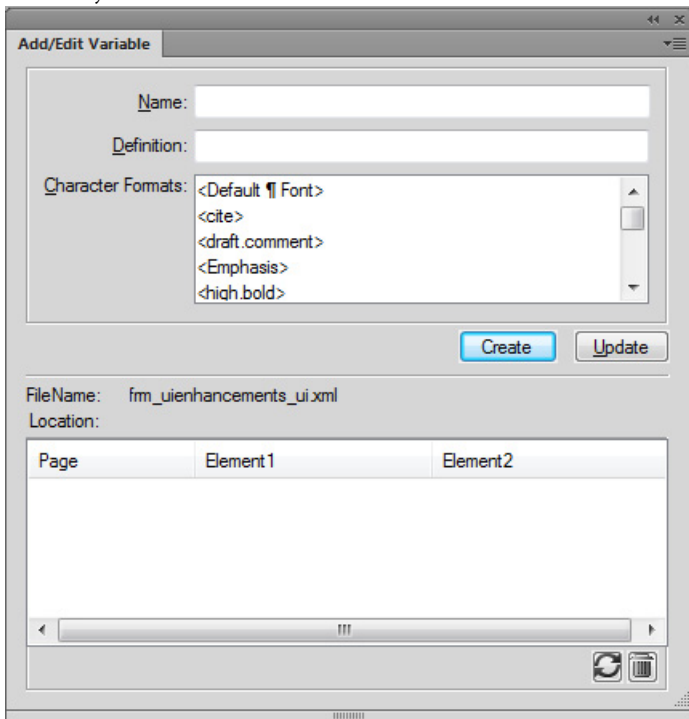 Add/Edit Variable
Name:
Definition:
Character Formats:
<Default ¶ Font>
<cite>
<draft.comment>
<Emphasis>
<high.bold>
Create Update
FileName: frm_uienhancements_ui.xml
Location:
Page Element1 Element2